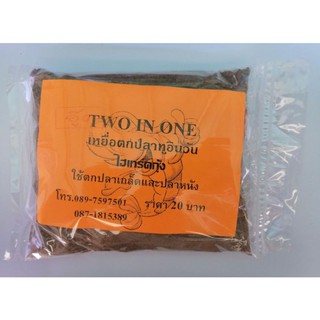 TWO IN ONE
เหยื่อตกปลาทูอินวัน
ไฮเกรดกุ้ง
ใช้ตกปลาเกล็ดและปลาหนัง
โทร.089-7597501 ราคา 20 บาท
087-1815389